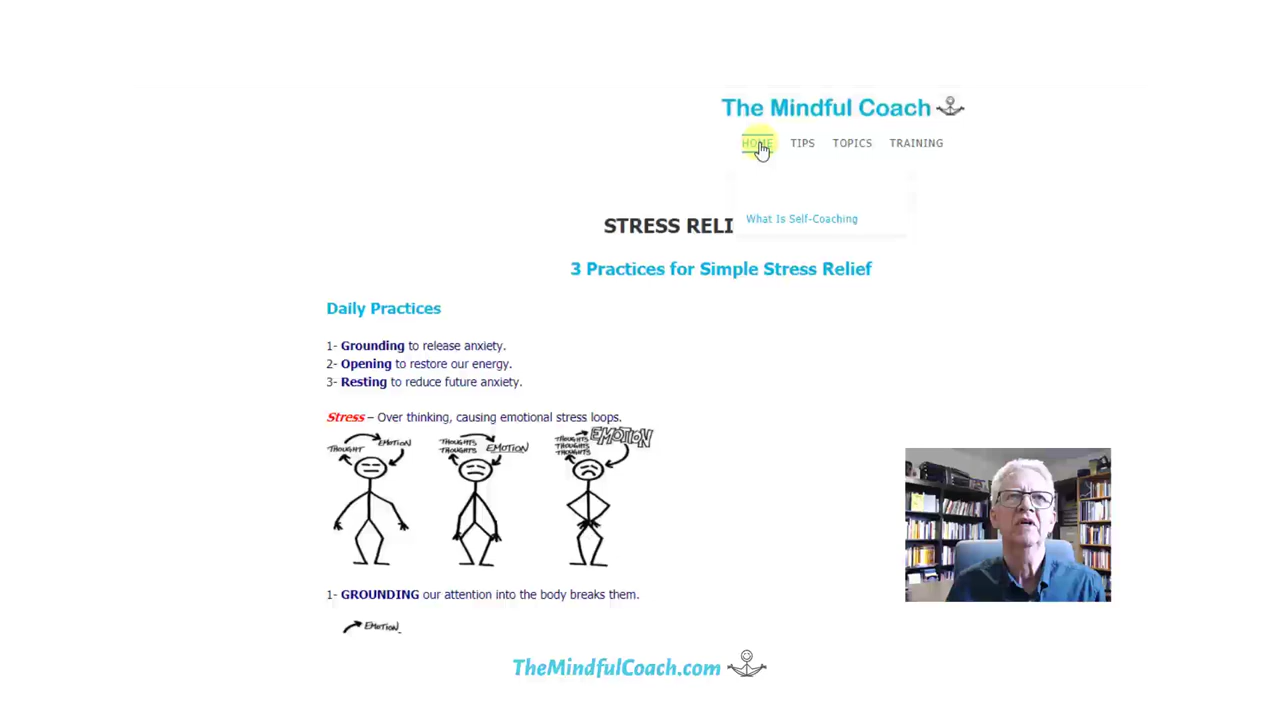 The Mindful Coach
HOME TIPS TOPICS TRAINING
What Is Self-Coaching
STRESS RELI
3 Practices for Simple Stress Relief
Daily Practices
1- Grounding to release anxiety.
2- Opening to restore our energy.
3- Resting to reduce future anxiety.
Stress – Over thinking, causing emotional stress loops.
THOUGHT EMOTION
THOUGHTS
THOUGHTS EMOTION
THOUGHTS
THOUGHTS
THOUGHTS EMOTION
1- GROUNDING our attention into the body breaks them.
EMOTION
TheMindfulCoach.com